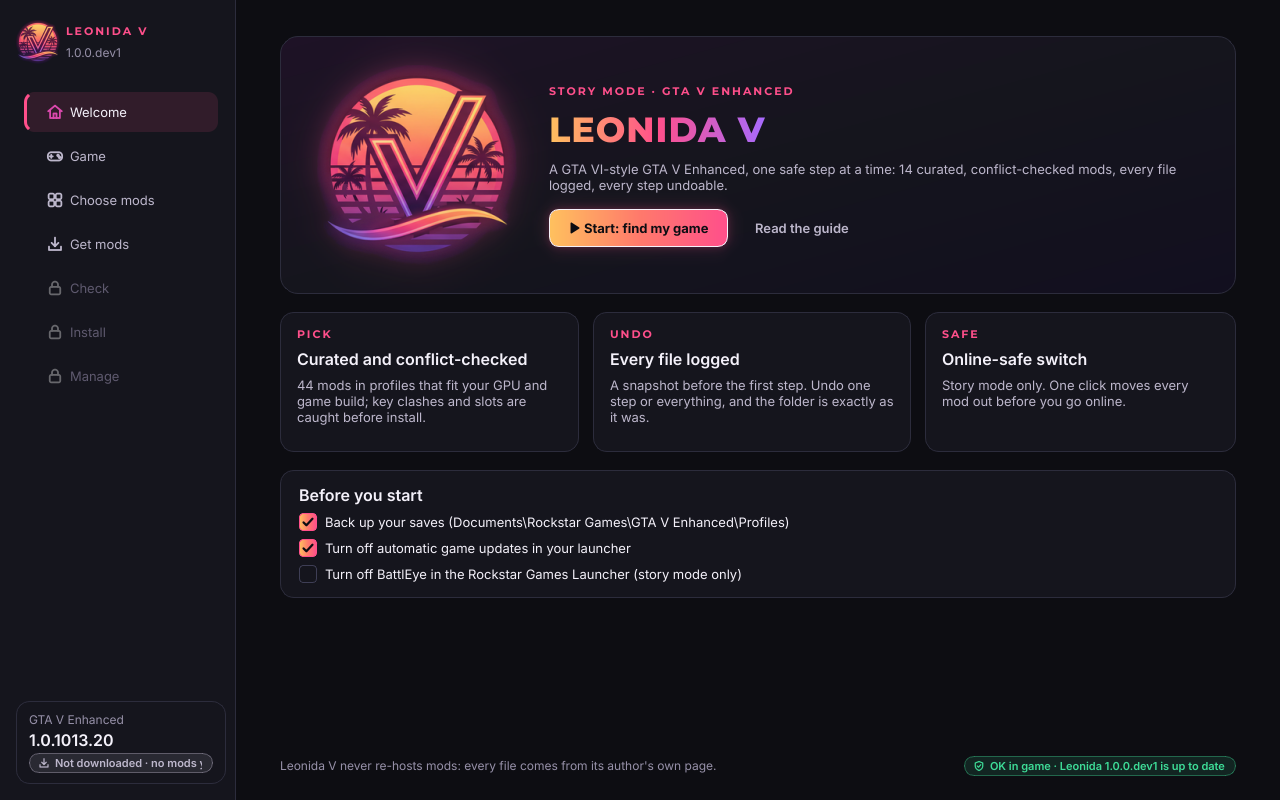 LEONIDA V
1.0.0.dev1
Welcome
Game
Choose mods
Get mods
Check
Install
Manage
GTA V Enhanced
1.0.1013.20
Not downloaded · no mods
STORY MODE · GTA V ENHANCED
LEONIDA V
A GTA VI-style GTA V Enhanced, one safe step at a time: 14 curated, conflict-checked mods, every file
logged, every step undoable.
Start: find my game
Read the guide
PICK
Curated and conflict-checked
44 mods in profiles that fit your GPU and
game build; key clashes and slots are
caught before install.
UNDO
Every file logged
A snapshot before the first step. Undo one
step or everything, and the folder is exactly as
it was.
SAFE
Online-safe switch
Story mode only. One click moves every
mod out before you go online.
Before you start
Back up your saves (Documents\Rockstar Games\GTA V Enhanced\Profiles)
Turn off automatic game updates in your launcher
Turn off BattlEye in the Rockstar Games Launcher (story mode only)
Leonida V never re-hosts mods: every file comes from its author's own page.
OK in game · Leonida 1.0.0.dev1 is up to date